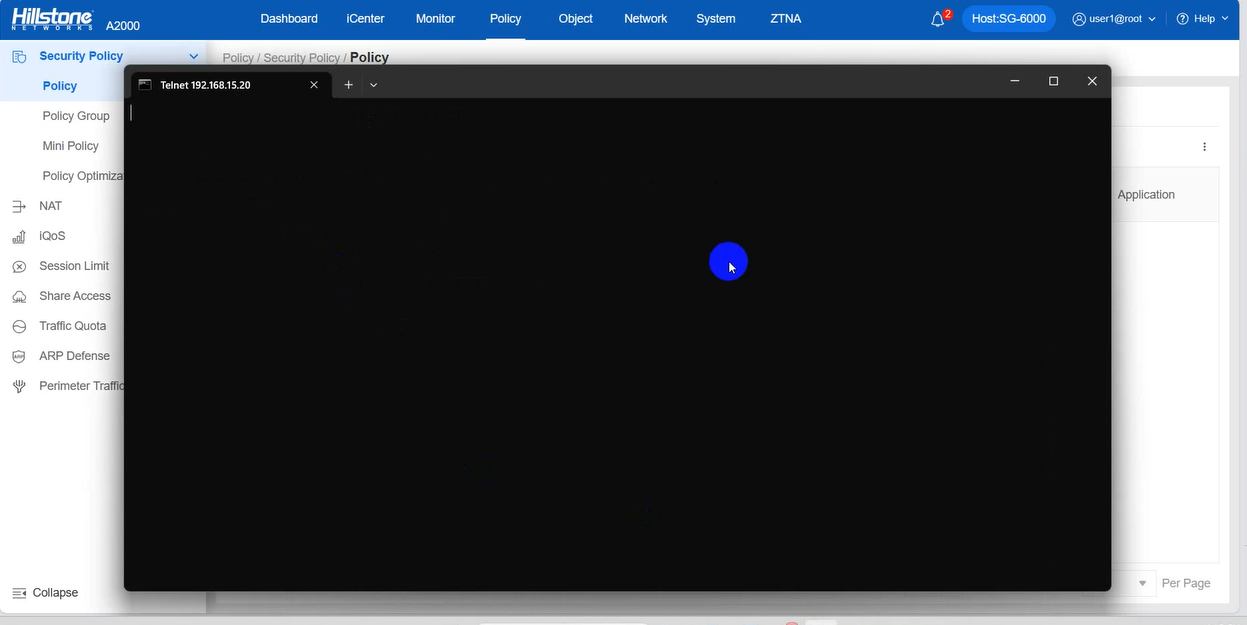 Hillstone
NETWORKS
A2000
Dashboard
iCenter
Monitor
Policy
Object
Network
System
ZTNA
2
Host:SG-6000
user1@root
Help
Security Policy
Policy / Security Policy / Policy
Policy
Telnet 192.168.15.20
Policy Group
Mini Policy
Policy Optimiza
Application
NAT
iQoS
Session Limit
Share Access
Traffic Quota
ARP Defense
Perimeter Traffic
Per Page
Collapse